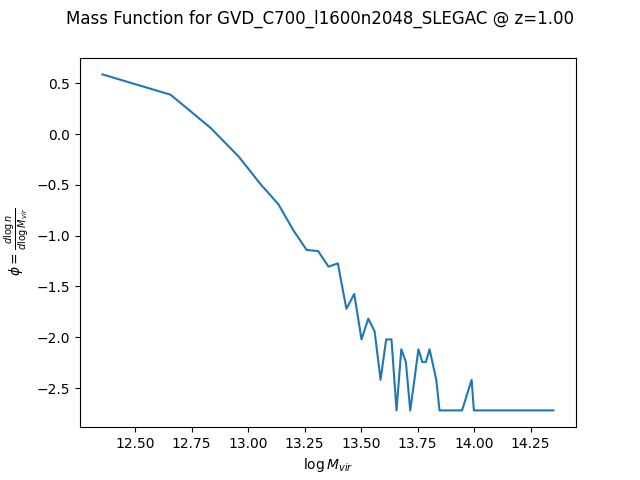 Mass Function for GVD_C700_l1600n2048_SLEGAC @ z=1.00
0.5
0.0
−0.5
−1.0
−1.5
−2.0
−2.5
ϕ = d log n / d log M_vir
12.50 12.75 13.00 13.25 13.50 13.75 14.00 14.25
log M_vir